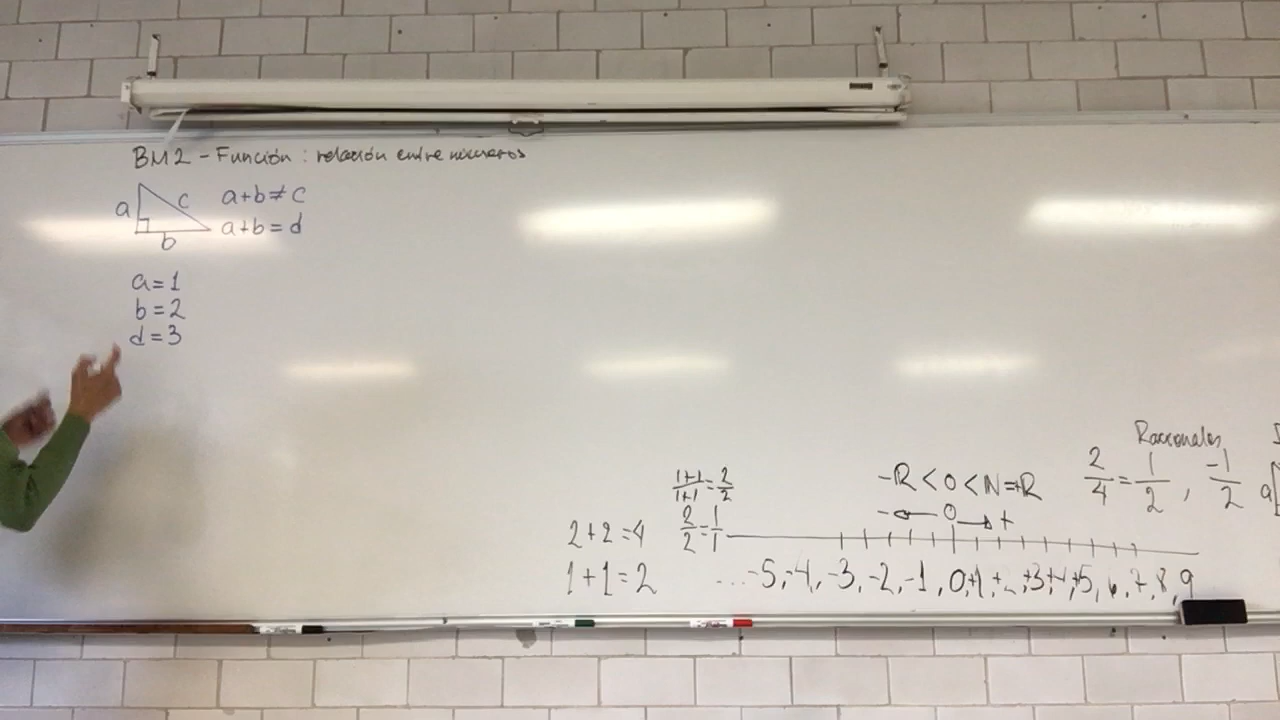 BM2 - Función : relación entre números
a c a+b≠c
b a+b=d
a=1
b=2
d=3
Racionales
2/4 = 1/2 , -1/2 a
1+1/1+1 = 2/2
-R < 0 < N=+R
2/2 = 1/1
- ← 0 → +
2+2=4
1+1=2
...-5,-4,-3,-2,-1,0,+1,+2,+3,+4,+5,6,7,8,9